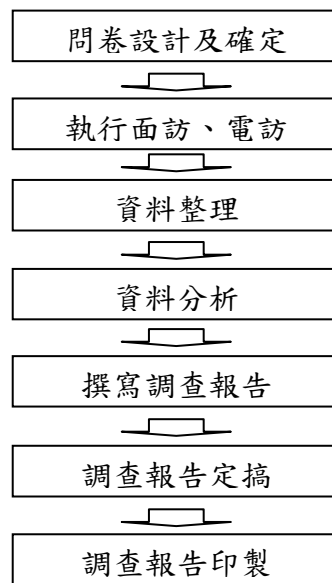 問卷設計及確定
執行面訪、電訪
資料整理
資料分析
撰寫調查報告
調查報告定搞
調查報告印製